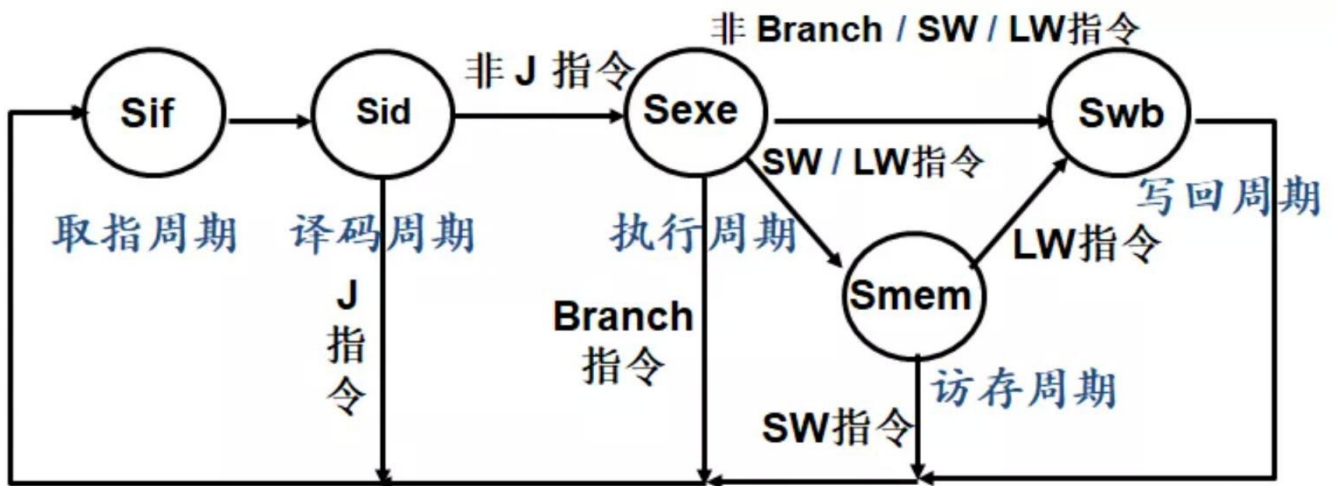 非 Branch / SW / LW指令
非 J 指令
Sif
Sid
Sexe
Swb
SW / LW指令
取指周期
译码周期
执行周期
写回周期
LW指令
Smem
J
指
令
Branch
指令
访存周期
SW指令